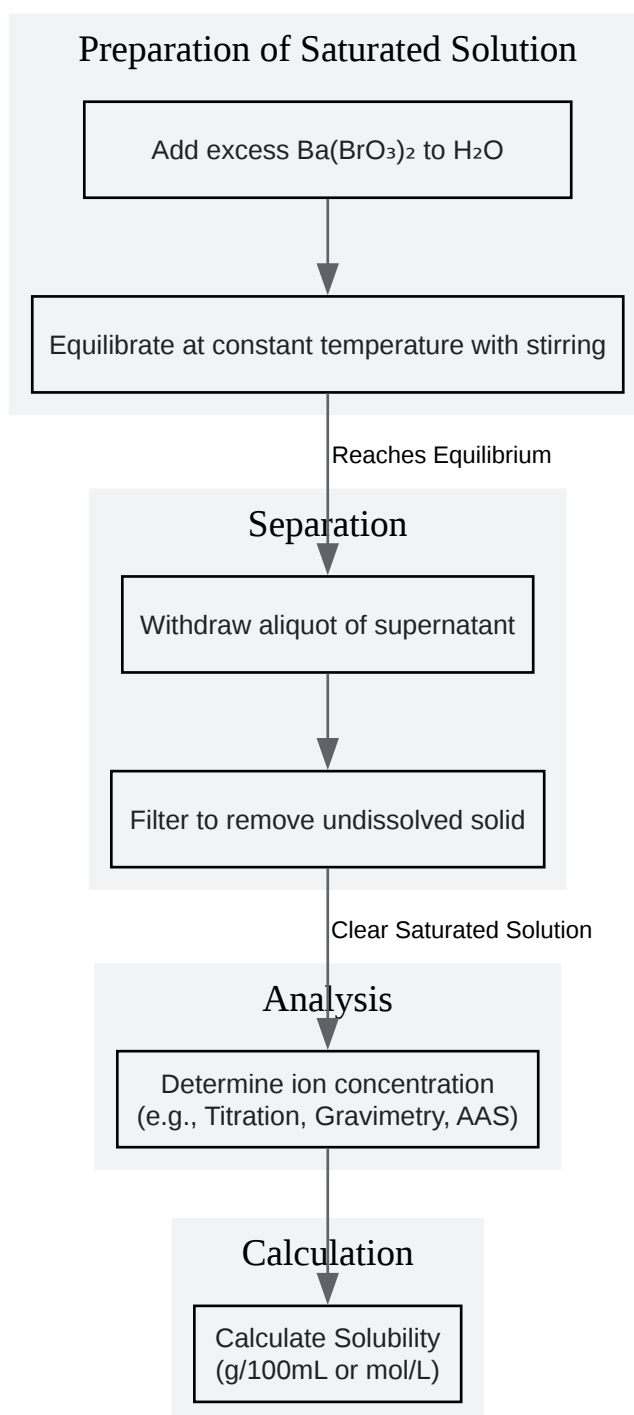 Preparation of Saturated Solution
Add excess Ba(BrO₃)₂ to H₂O
Equilibrate at constant temperature with stirring
Reaches Equilibrium
Separation
Withdraw aliquot of supernatant
Filter to remove undissolved solid
Clear Saturated Solution
Analysis
Determine ion concentration
(e.g., Titration, Gravimetry, AAS)
Calculation
Calculate Solubility
(g/100mL or mol/L)